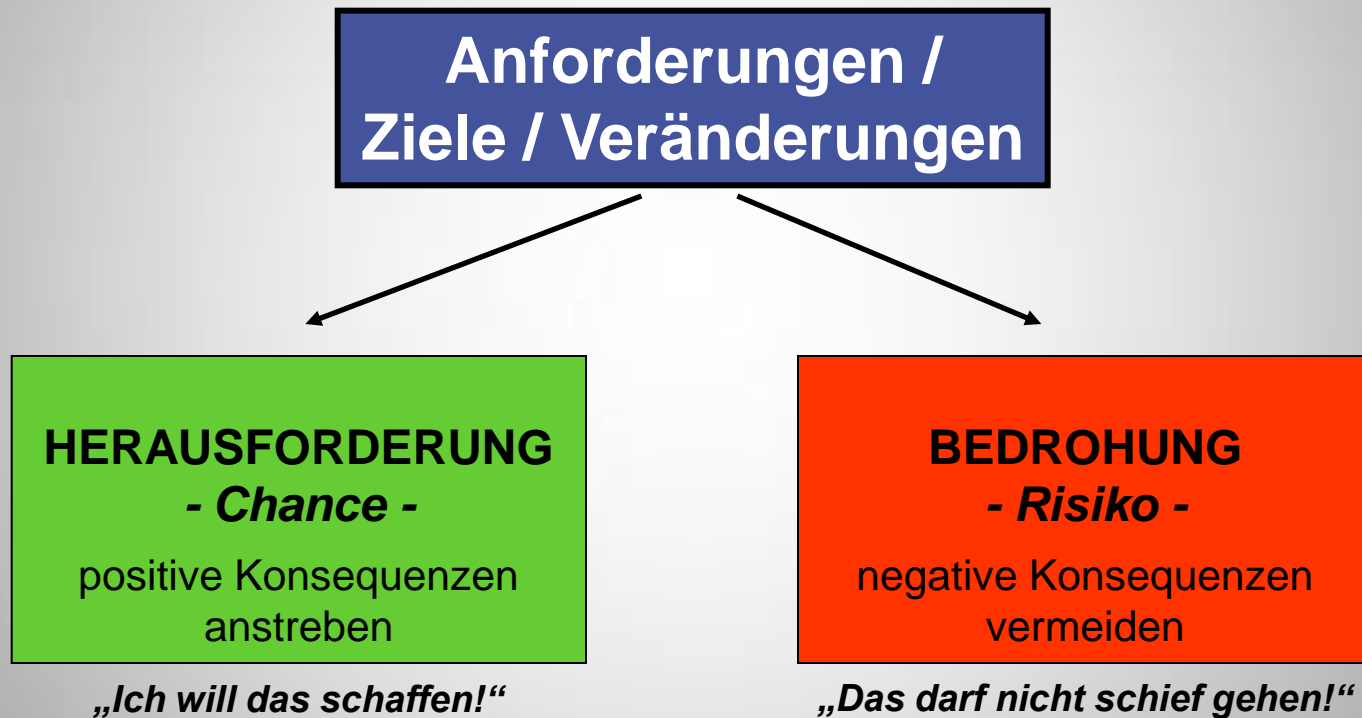 Anforderungen /
Ziele / Veränderungen
HERAUSFORDERUNG
- Chance -
positive Konsequenzen
anstreben
„Ich will das schaffen!“
BEDROHUNG
- Risiko -
negative Konsequenzen
vermeiden
„Das darf nicht schief gehen!“